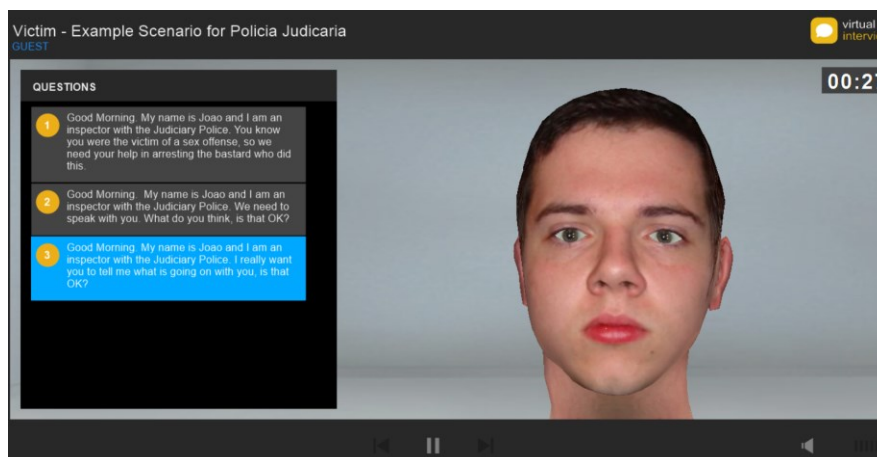 Victim - Example Scenario for Policia Judicaria
GUEST
virtual
QUESTIONS
1
Good Morning. My name is Joao and I am an
inspector with the Judiciary Police. You know
you were the victim of a sex offense, so we
need your help in arresting the bastard who did
this.
2
Good Morning.  My name is Joao and I am an
inspector with the Judiciary Police. We need to
speak with you. What do you think, is that OK?
3
Good Morning. My name is Joao and I am an
inspector with the Judiciary Police. I really want
you to tell me what is going on with you, is that
OK?